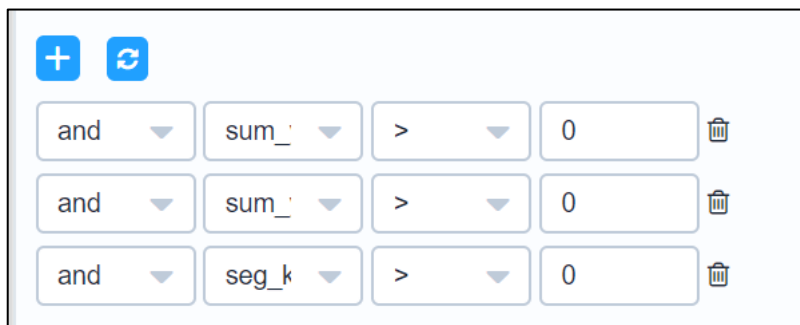 and sum_ > 0
and sum_ > 0
and seg_k > 0